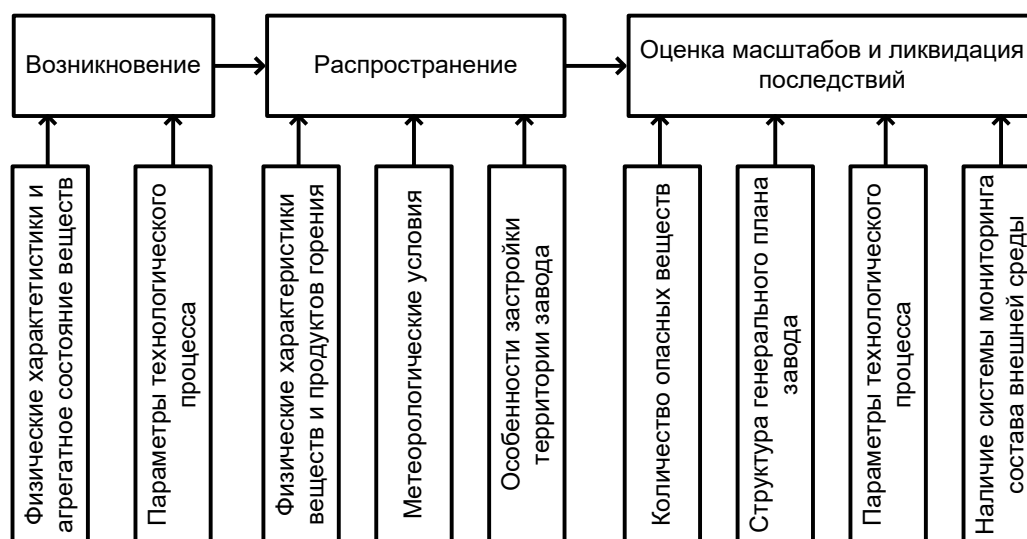 Возникновение
Распространение
Оценка масштабов и ликвидация
последствий
Физические характетистики и
агрегатное состояние веществ
Параметры технологического
процесса
Физические характеристики
веществ и продуктов горения
Метеорологические условия
Особенности застройки
территории завода
Количество опасных веществ
Структура генерального плана
завода
Параметры технологического
процесса
Наличие системы мониторинга
состава внешней среды